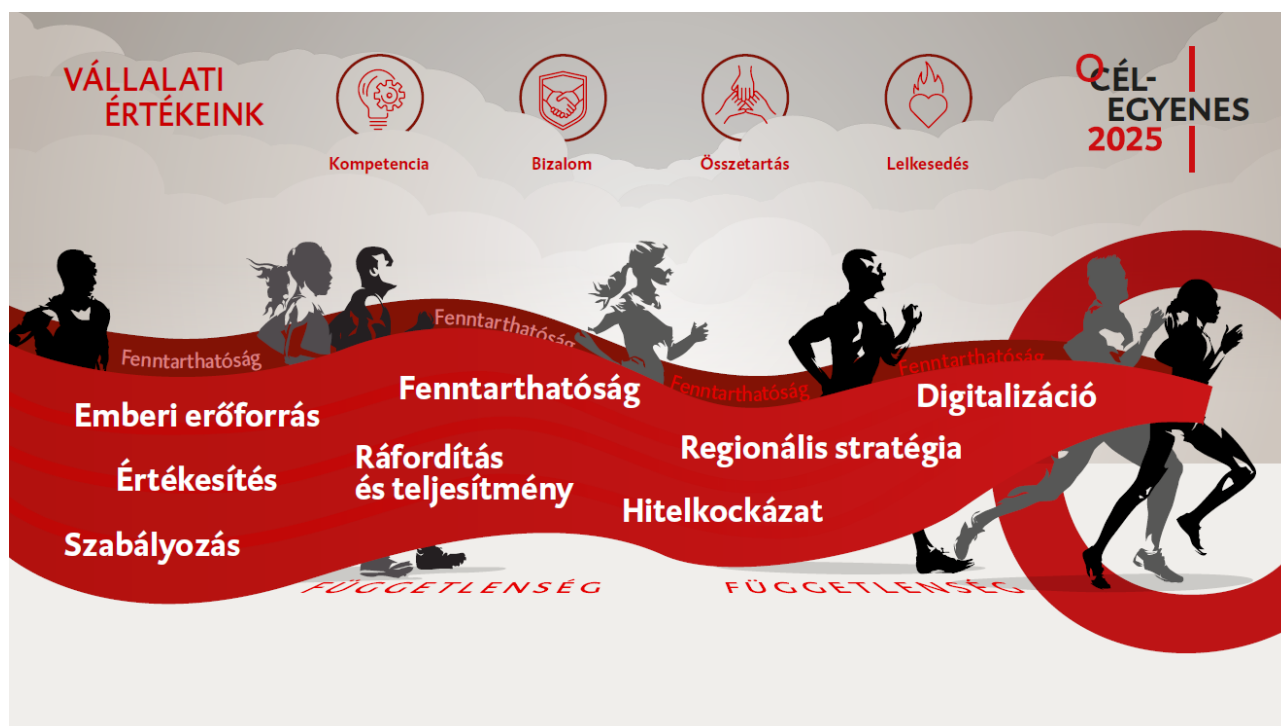 VÁLLALATI
ÉRTÉKEINK
Kompetencia
Bizalom
Összetartás
Lelkesedés
CÉL-
EGYENES
2025
Fenntarthatóság
Fenntarthatóság
Fenntarthatóság
Fenntarthatóság
Emberi erőforrás
Értékesítés
Szabályozás
Fenntarthatóság
Ráfordítás
és teljesítmény
Digitalizáció
Regionális stratégia
Hitelkockázat
FÜGGETLENSÉG
FÜGGETLENSÉG